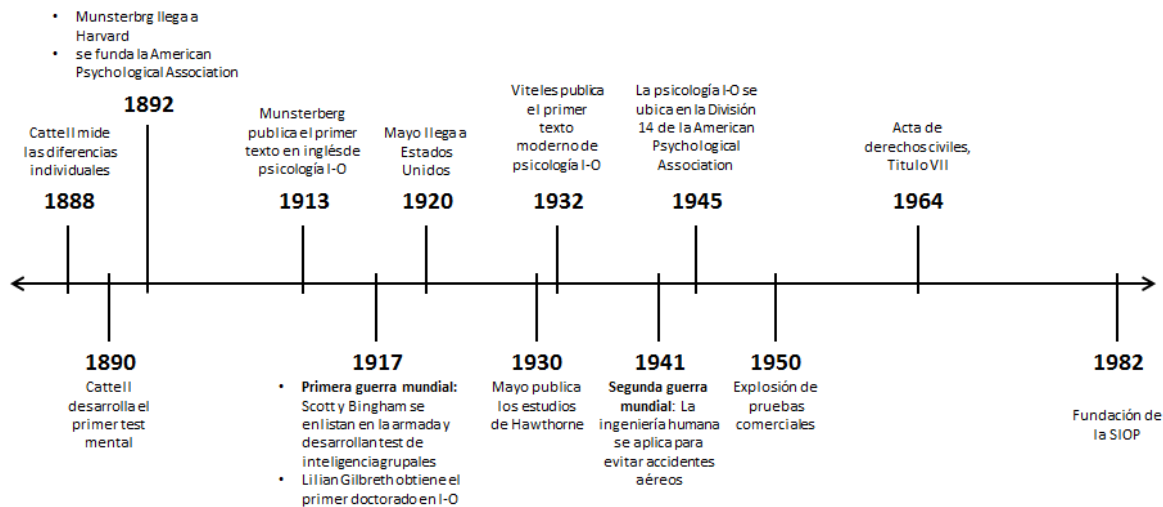 • Munsterbrg llega a
Harvard
• se funda la American
Psychological Association
1892
Cattell mide
las diferencias
individuales
1888
Munsterberg
publica el primer
texto en inglés de
psicología I-O
1913
Mayo llega a
Estados
Unidos
1920
Viteles publica
el primer
texto
moderno de
psicología I-O
1932
La psicología I-O se
ubica en la División
14 de la American
Psychological
Association
1945
Acta de
derechos civiles,
Titulo VII
1964
1890
Cattell
desarrolla el
primer test
mental
1917
• Primera guerra mundial:
Scott y Bingham se
enlistan en la armada y
desarrollan test de
inteligencia grupales
• Lilian Gilbreth obtiene el
primer doctorado en I-O
1930
Mayo publica
los estudios
de Hawthorne
1941
Segunda guerra
mundial: La
ingeniería humana
se aplica para
evitar accidentes
aéreos
1950
Explosión de
pruebas
comerciales
1982
Fundación de
la SIOP